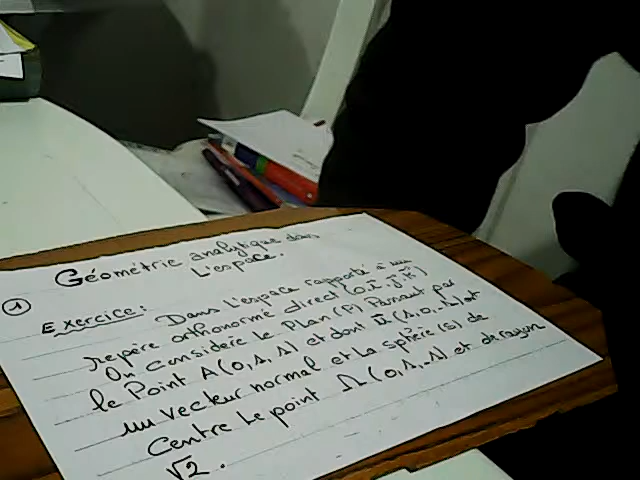 Géométrie analytique dans
L'espace.
① Exercice:
Dans L'espace rapporté à un
repère orthonormé direct (0,i,j,k)
On considère le Plan (P) Passant par
le Point A(0,1,1) et dont u(1,0,-1) est
un vecteur normal et La sphère (S) de
Centre Le point Ω(0,1,-1) et de rayon
√2.